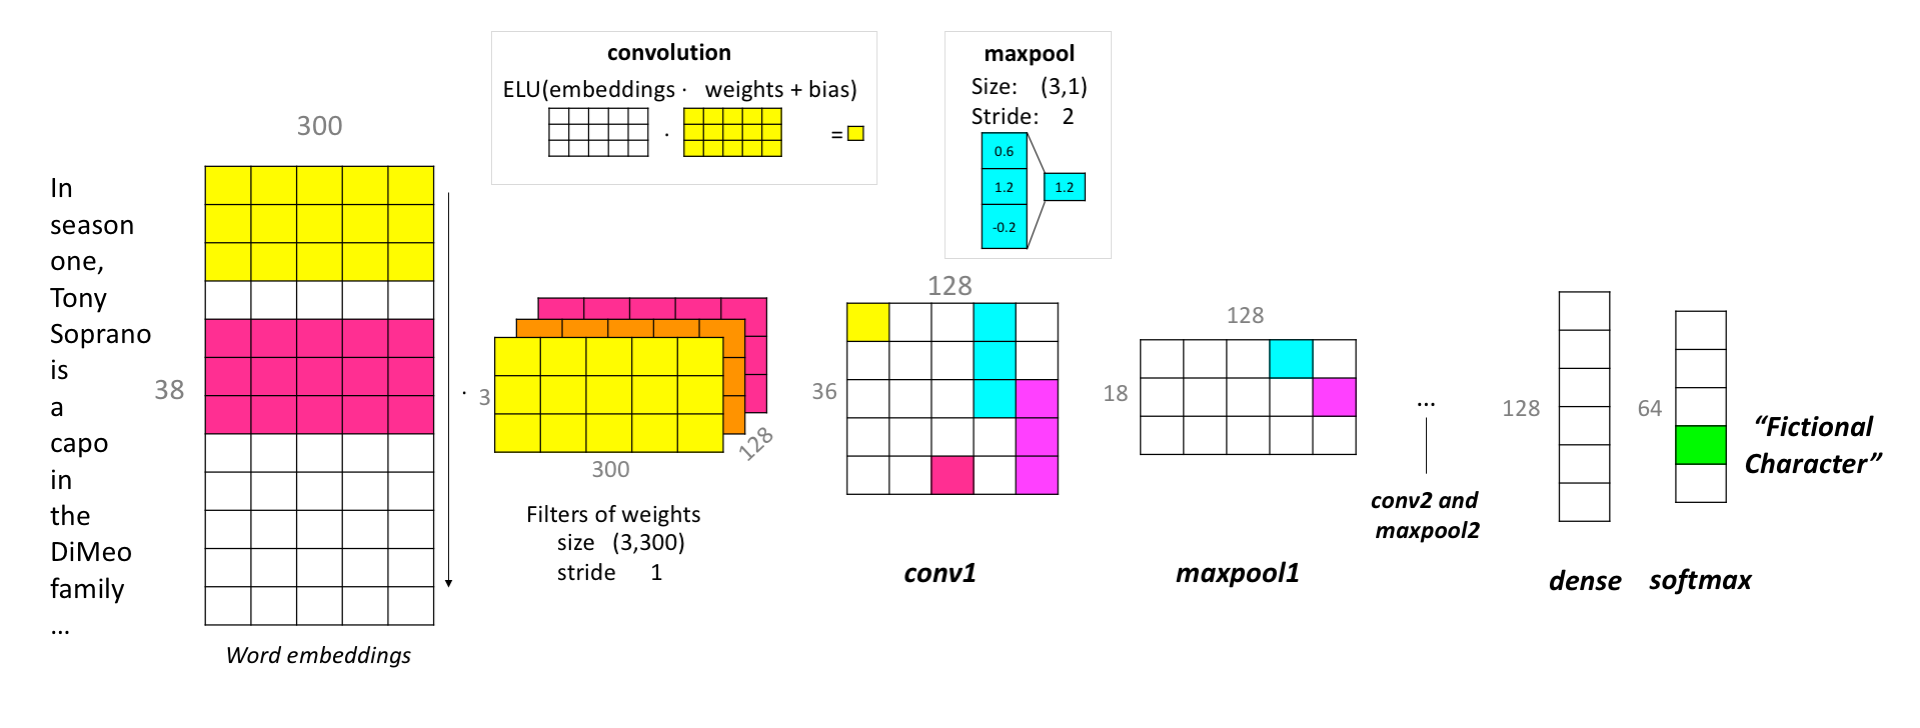 300
In
season
one,
Tony
Soprano
is
a
capo
in
the
DiMeo
family
...
38
Word embeddings
convolution
ELU(embeddings · weights + bias)
· =
· 3
300
128
Filters of weights
size (3,300)
stride 1
maxpool
Size: (3,1)
Stride: 2
0.6
1.2
-0.2
1.2
128
36
conv1
128
18
maxpool1
...
conv2 and
maxpool2
128
dense
64
softmax
“Fictional
Character”